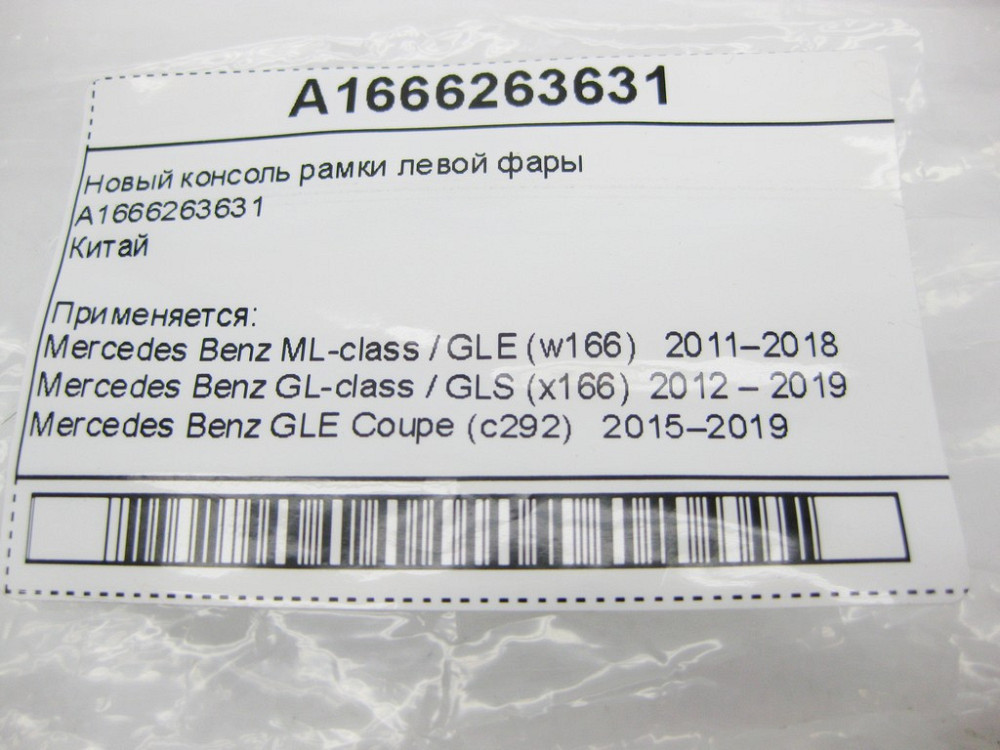 A1666263631
Новый консоль рамки левой фары
A1666263631
Китай
Применяется:
Mercedes Benz ML-class / GLE (w166) 2011–2018
Mercedes Benz GL-class / GLS (x166) 2012 – 2019
Mercedes Benz GLE Coupe (c292) 2015–2019